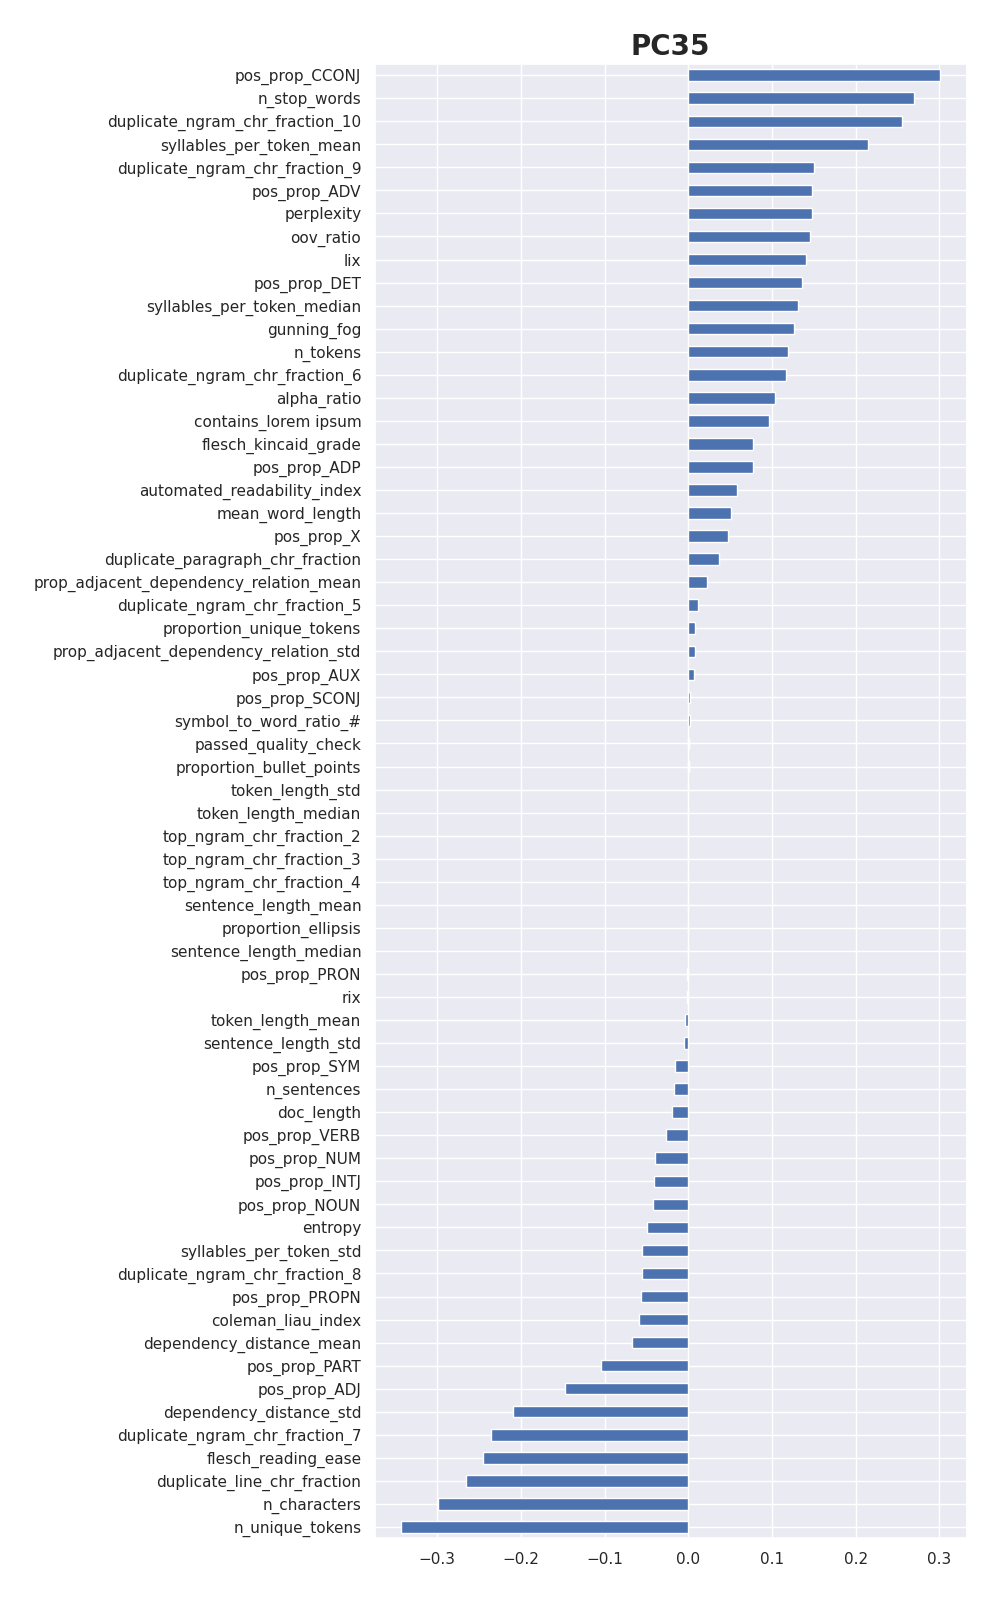 PC35
pos_prop_CCONJ
n_stop_words
duplicate_ngram_chr_fraction_10
syllables_per_token_mean
duplicate_ngram_chr_fraction_9
pos_prop_ADV
perplexity
oov_ratio
lix
pos_prop_DET
syllables_per_token_median
gunning_fog
n_tokens
duplicate_ngram_chr_fraction_6
alpha_ratio
contains_lorem ipsum
flesch_kincaid_grade
pos_prop_ADP
automated_readability_index
mean_word_length
pos_prop_X
duplicate_paragraph_chr_fraction
prop_adjacent_dependency_relation_mean
duplicate_ngram_chr_fraction_5
proportion_unique_tokens
prop_adjacent_dependency_relation_std
pos_prop_AUX
pos_prop_SCONJ
symbol_to_word_ratio_#
passed_quality_check
proportion_bullet_points
token_length_std
token_length_median
top_ngram_chr_fraction_2
top_ngram_chr_fraction_3
top_ngram_chr_fraction_4
sentence_length_mean
proportion_ellipsis
sentence_length_median
pos_prop_PRON
rix
token_length_mean
sentence_length_std
pos_prop_SYM
n_sentences
doc_length
pos_prop_VERB
pos_prop_NUM
pos_prop_INTJ
pos_prop_NOUN
entropy
syllables_per_token_std
duplicate_ngram_chr_fraction_8
pos_prop_PROPN
coleman_liau_index
dependency_distance_mean
pos_prop_PART
pos_prop_ADJ
dependency_distance_std
duplicate_ngram_chr_fraction_7
flesch_reading_ease
duplicate_line_chr_fraction
n_characters
n_unique_tokens
−0.3 −0.2 −0.1 0.0 0.1 0.2 0.3